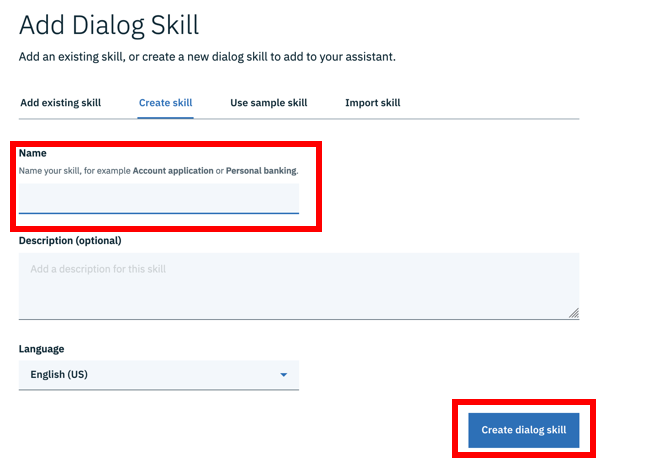 Add Dialog Skill
Add an existing skill, or create a new dialog skill to add to your assistant.
Add existing skill Create skill Use sample skill Import skill
Name
Name your skill, for example Account application or Personal banking.
Description (optional)
Add a description for this skill
Language
English (US)
Create dialog skill